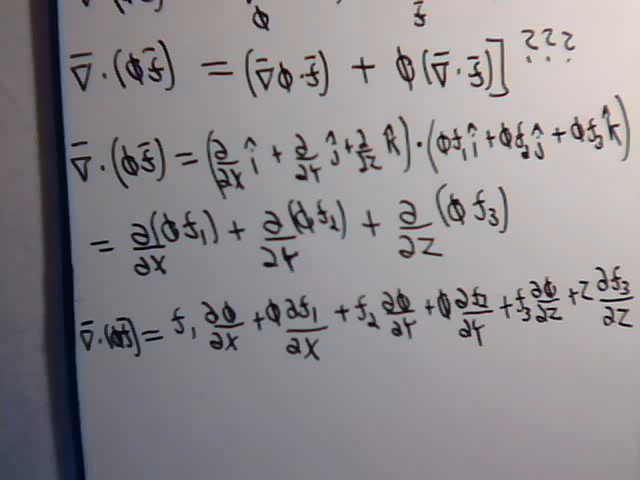 φ f̄
∇̄·(φf̄) = (f̄·φ∇̄) + φ(∇̄·f̄)] ???
∇̄·(φf̄) = (∂/∂x î + ∂/∂y ĵ + ∂/∂z k̂)·(φf₁î + φf₂ĵ + φf₃k̂)
= ∂(φf₁)/∂x + ∂(φf₂)/∂y + ∂/∂z (φf₃)
∇̄·(φf̄) = f₁ ∂φ/∂x + φ ∂f₁/∂x + f₂ ∂φ/∂y + φ ∂f₂/∂y + f₃ ∂φ/∂z + z ∂f₃/∂z